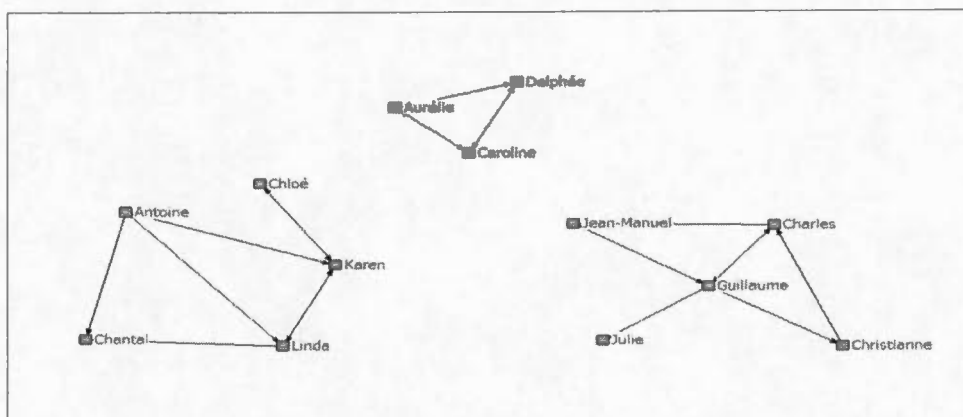 Delphée
Aurélie
Caroline
Chloé
Antoine
Jean-Manuel
Charles
Karen
Guillaume
Chantal
Linda
Julie
Christianne